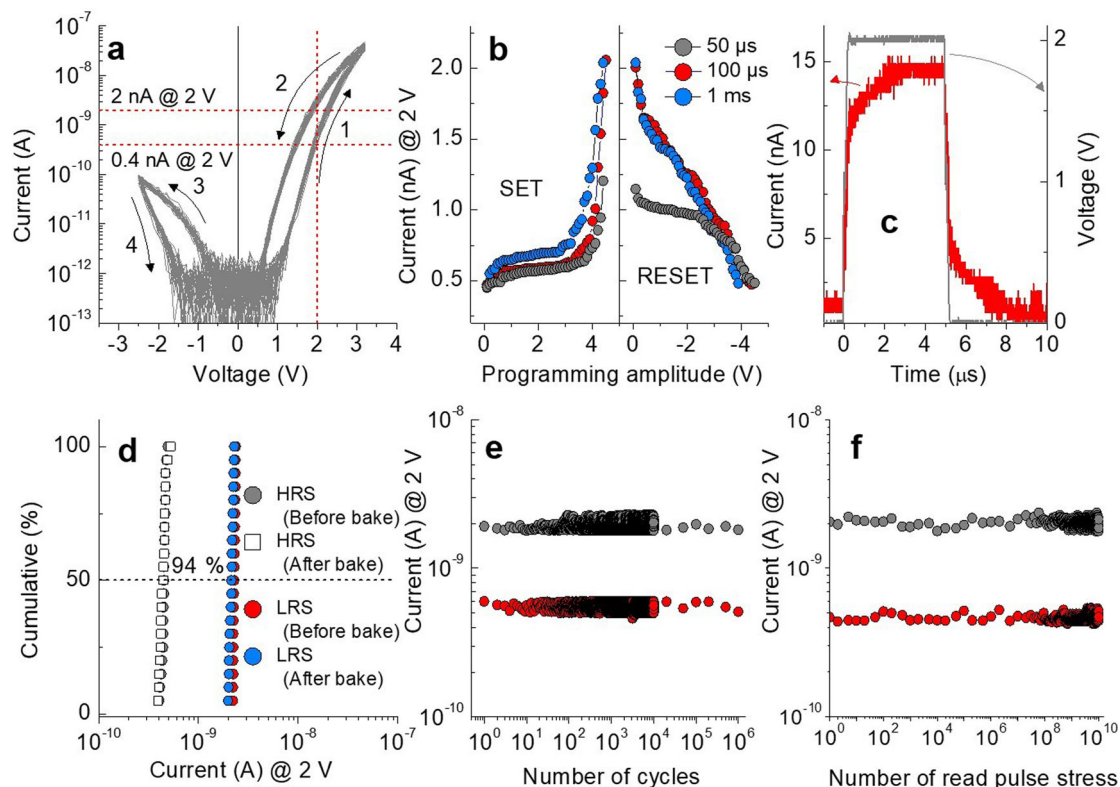 a
10⁻⁷
10⁻⁸
10⁻⁹
10⁻¹⁰
10⁻¹¹
10⁻¹²
10⁻¹³
Current (A)
2 nA @ 2 V
0.4 nA @ 2 V
1
2
3
4
-3 -2 -1 0 1 2 3 4
Voltage (V)
b
50 µs
100 µs
1 ms
2.0
1.5
1.0
0.5
Current (nA) @ 2 V
SET
RESET
0 2 4 0 -2 -4
Programming amplitude (V)
c
15
10
5
Current (nA)
2
1
0
Voltage (V)
0 2 4 6 8 10
Time (µs)
d
100
50
0
Cumulative (%)
94 %
HRS
(Before bake)
HRS
(After bake)
LRS
(Before bake)
LRS
(After bake)
10⁻¹⁰ 10⁻⁹ 10⁻⁸ 10⁻⁷
Current (A) @ 2 V
e
10⁻⁸
10⁻⁹
10⁻¹⁰
Current (A) @ 2 V
10⁰ 10¹ 10² 10³ 10⁴ 10⁵ 10⁶
Number of cycles
f
10⁻⁸
10⁻⁹
10⁻¹⁰
Current (A) @ 2 V
10⁰ 10² 10⁴ 10⁶ 10⁸ 10¹⁰
Number of read pulse stress